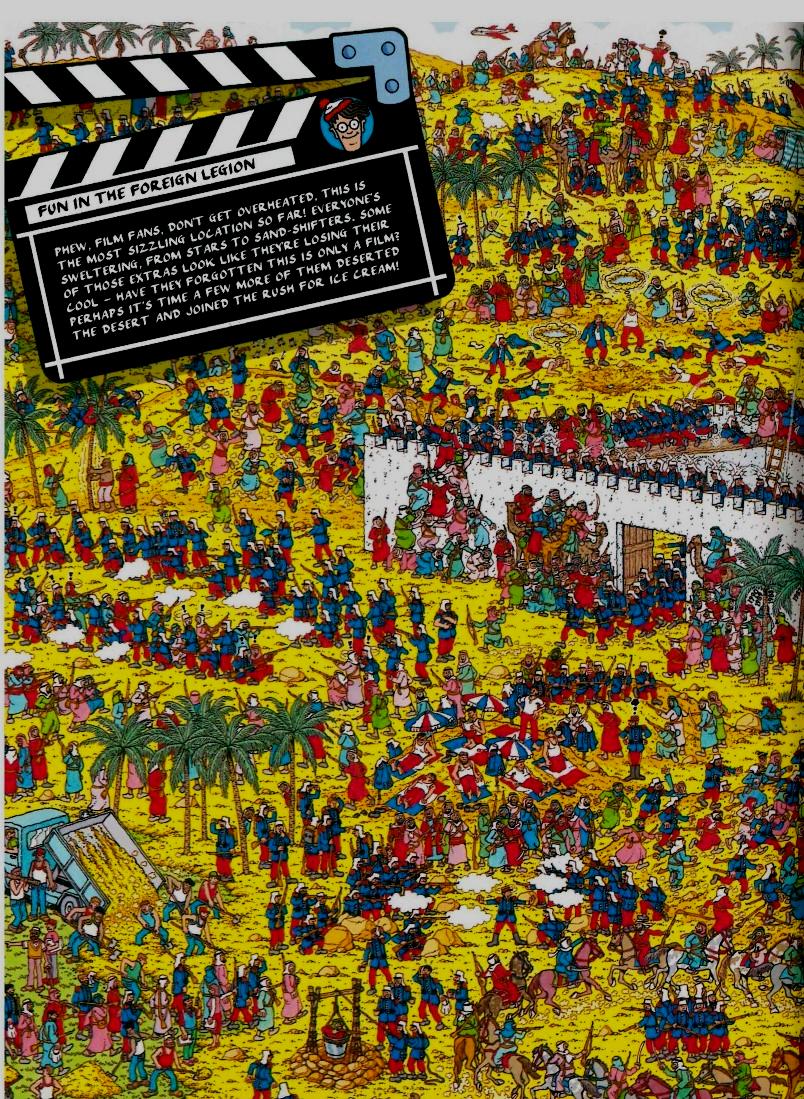 FUN IN THE FOREIGN LEGION
PHEW, FILM FANS, DON'T GET OVERHEATED, THIS IS
THE MOST SIZZLING LOCATION SO FAR! EVERYONE'S
SWELTERING, FROM STARS TO SAND-SHIFTERS. SOME
OF THOSE EXTRAS LOOK LIKE THEY'RE LOSING THEIR
COOL – HAVE THEY FORGOTTEN THIS IS ONLY A FILM?
PERHAPS IT'S TIME A FEW MORE OF THEM DESERTED
THE DESERT AND JOINED THE RUSH FOR ICE CREAM!